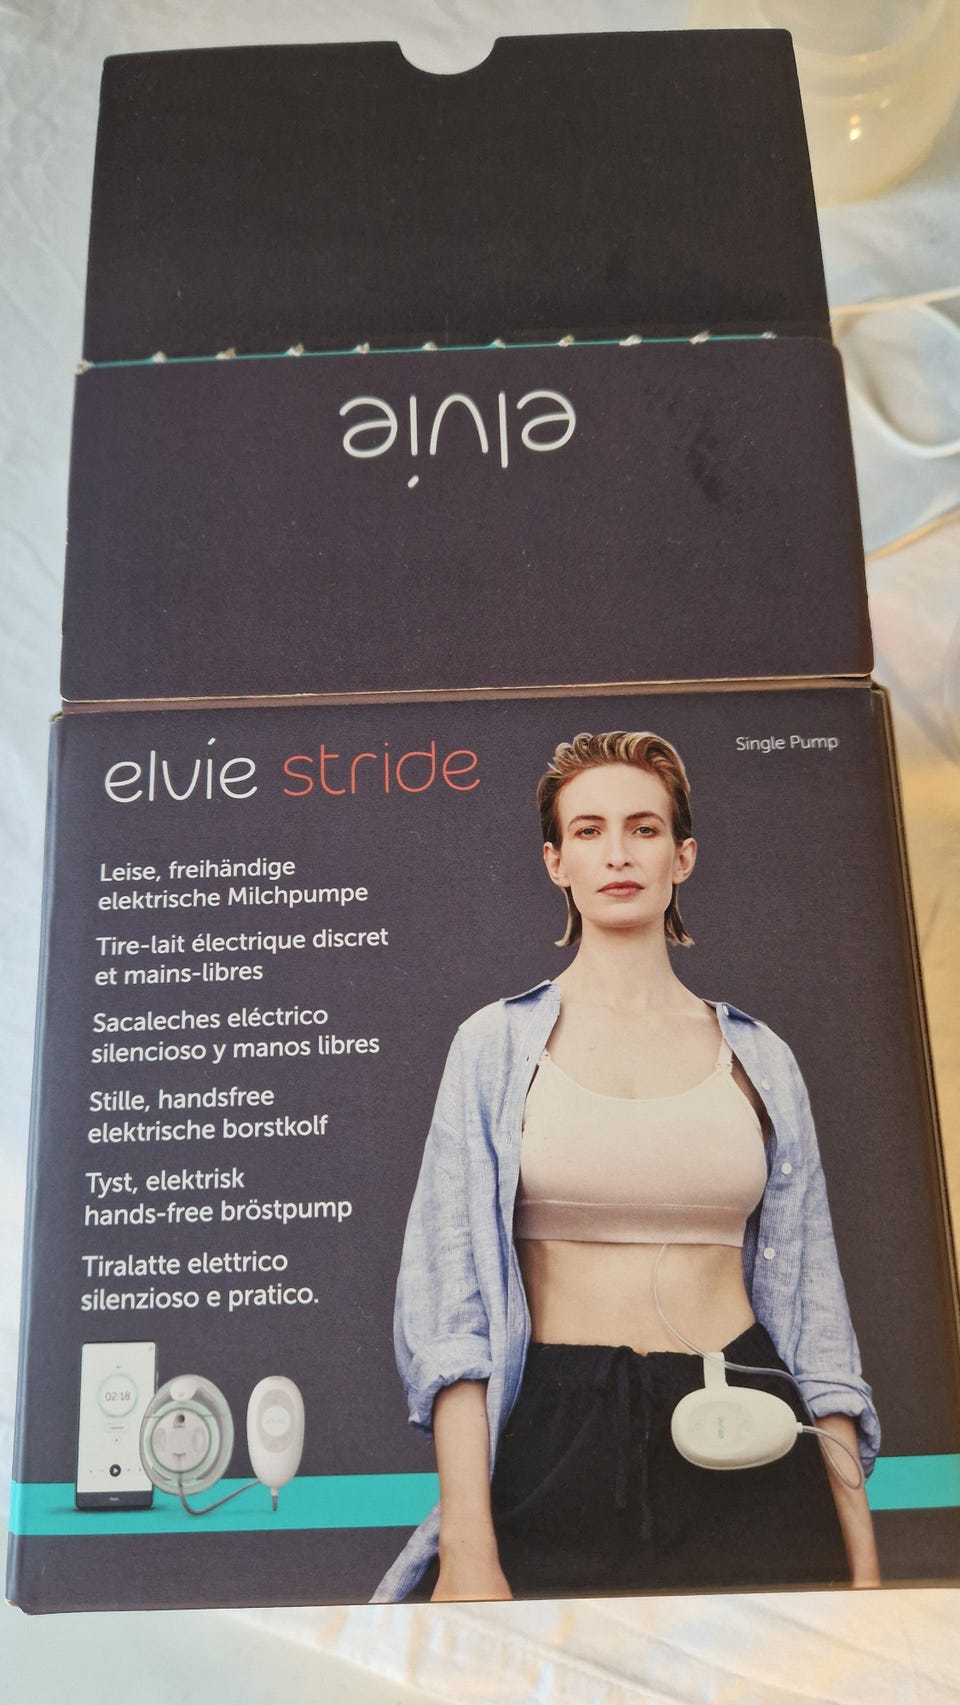 elvie
elvie stride
Single Pump
Leise, freihändige
elektrische Milchpumpe
Tire-lait électrique discret
et mains-libres
Sacaleches eléctrico
silencioso y manos libres
Stille, handsfree
elektrische borstkolf
Tyst, elektrisk
hands-free bröstpump
Tiralatte elettrico
silenzioso e pratico.
02:18